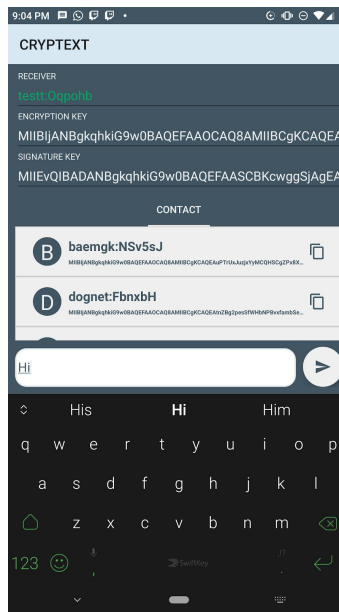 9:04 PM
CRYPTEXT
RECEIVER
testt:Oqpohb
ENCRYPTION KEY
MIIBIjANBgkqhkiG9w0BAQEFAAOCAQ8AMIIBCgKCAQEA
SIGNATURE KEY
MIIEvQIBADANBgkqhkiG9w0BAQEFAASCBKcwggSjAgEA
CONTACT
B baemgk:NSv5sJ
D dognet:FbnxbH
Hi
His Hi Him
q w e r t y u i o p
a s d f g h j k l
z x c v b n m
123 , SwiftKey .